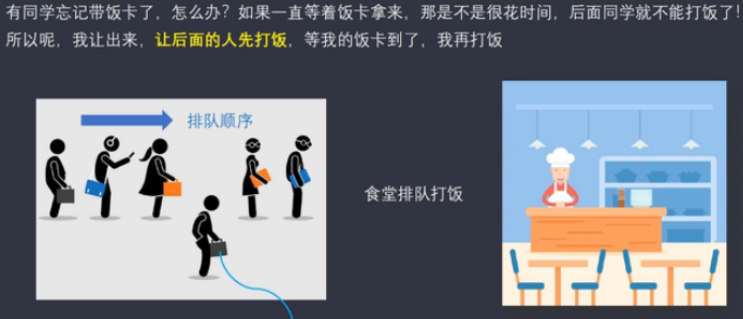 有同学忘记带饭卡了，怎么办？如果一直等着饭卡拿来，那是不是很花时间，后面同学就不能打饭了！
所以呢，我让出来，让后面的人先打饭，等我的饭卡到了，我再打饭
排队顺序
食堂排队打饭